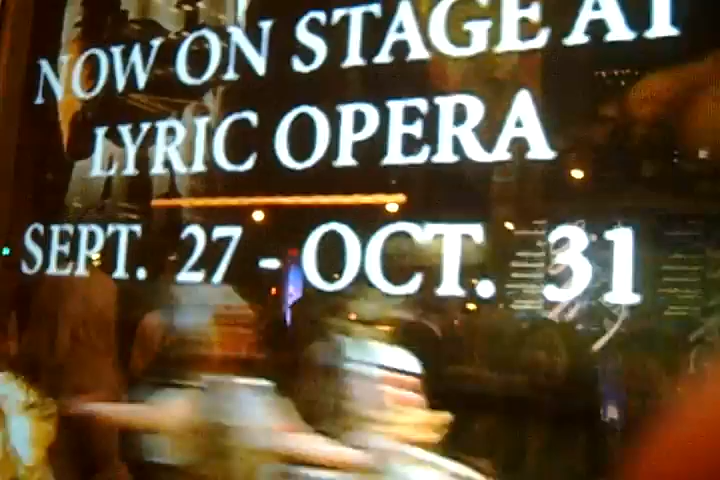 NOW ON STAGE AT
LYRIC OPERA
SEPT. 27 - OCT. 31